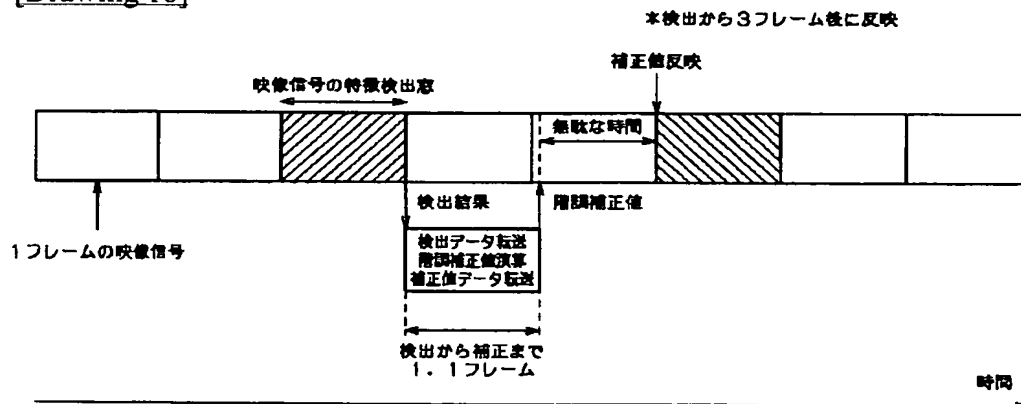 *検出から3フレーム後に反映
補正値反映
映像信号の特徴検出窓
無駄な時間
検出結果
階調補正値
1フレームの映像信号
検出データ転送
階調補正値演算
補正値データ転送
検出から補正まで
1.1フレーム
時間